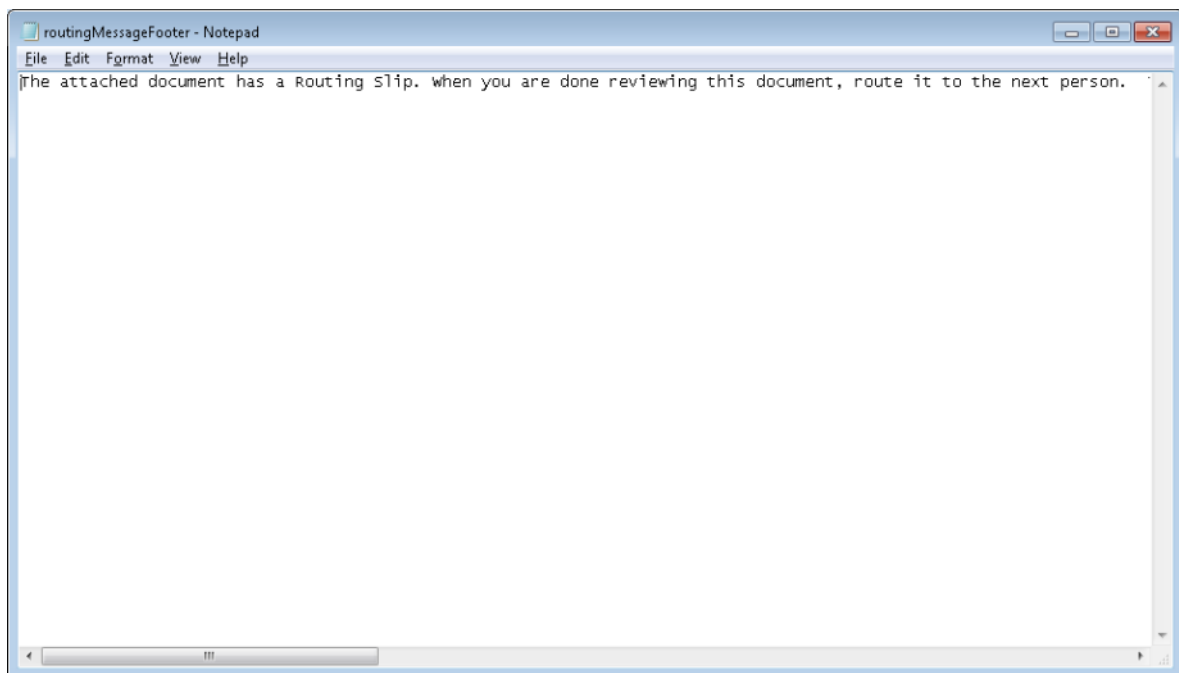 routingMessageFooter - Notepad
File Edit Format View Help
The attached document has a Routing Slip. When you are done reviewing this document, route it to the next person.